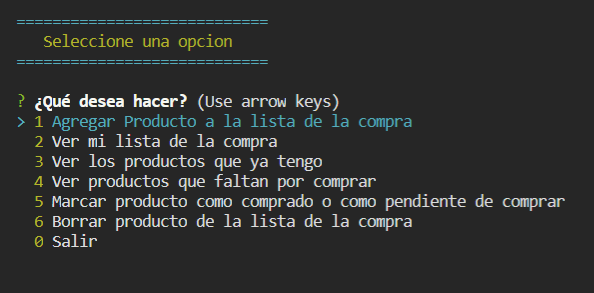 ============================
Seleccione una opcion
============================
? ¿Qué desea hacer? (Use arrow keys)
> 1 Agregar Producto a la lista de la compra
2 Ver mi lista de la compra
3 Ver los productos que ya tengo
4 Ver productos que faltan por comprar
5 Marcar producto como comprado o como pendiente de comprar
6 Borrar producto de la lista de la compra
0 Salir